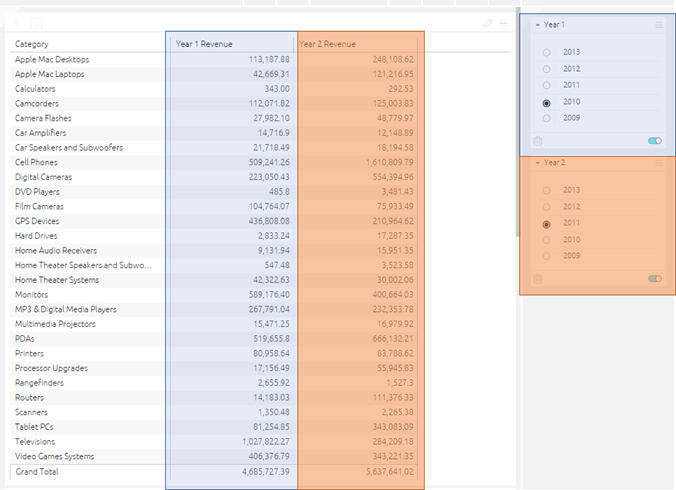 Category Year 1 Revenue Year 2 Revenue
Apple Mac Desktops 113,187.88 248,108.62
Apple Mac Laptops 42,669.31 121,216.95
Calculators 343.00 292.53
Camcorders 112,071.82 125,003.83
Camera Flashes 27,982.10 48,779.97
Car Amplifiers 14,716.9 12,148.89
Car Speakers and Subwoofers 21,718.49 18,194.58
Cell Phones 509,241.26 1,610,809.79
Digital Cameras 223,050.43 554,394.96
DVD Players 485.8 3,481.43
Film Cameras 104,764.07 75,933.49
GPS Devices 436,808.08 210,964.62
Hard Drives 2,833.24 17,287.35
Home Audio Receivers 9,131.94 15,951.35
Home Theater Speakers and Subwo... 547.48 3,523.58
Home Theater Systems 42,322.63 30,002.06
Monitors 589,176.40 400,664.03
MP3 & Digital Media Players 267,791.04 232,353.78
Multimedia Projectors 15,471.25 16,979.92
PDAs 519,655.8 666,132.21
Printers 80,958.64 83,788.62
Processor Upgrades 17,156.49 55,945.83
Rangefinders 2,655.92 1,527.3
Routers 14,183.03 111,376.33
Scanners 1,350.48 2,265.38
Tablet PCs 81,254.85 343,083.09
Televisions 1,027,822.27 284,209.18
Video Games Systems 406,376.79 343,221.35
Grand Total 4,685,727.39 5,637,641.02
Year 1
2013
2012
2011
2010
2009
Year 2
2013
2012
2011
2010
2009